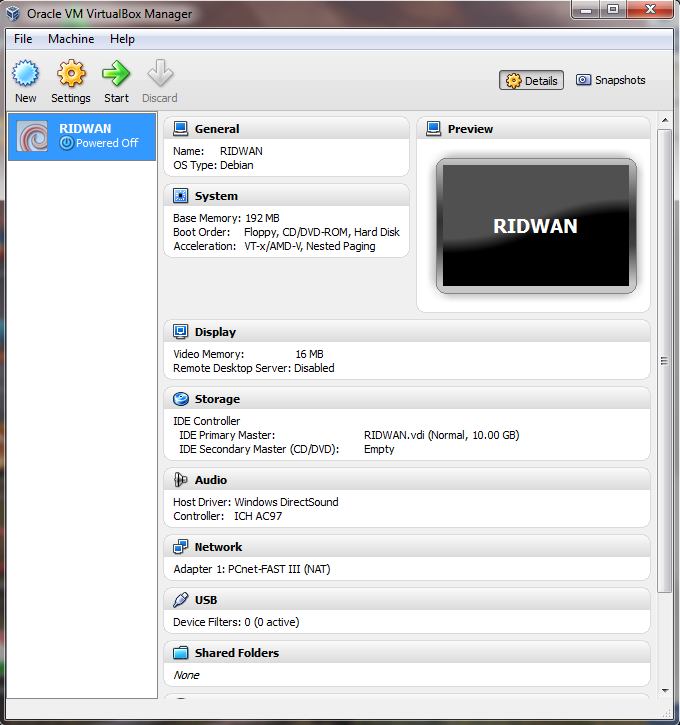 Oracle VM VirtualBox Manager
File Machine Help
New Settings Start Discard
Details Snapshots
RIDWAN
Powered Off
General
Name: RIDWAN
OS Type: Debian
System
Base Memory: 192 MB
Boot Order: Floppy, CD/DVD-ROM, Hard Disk
Acceleration: VT-x/AMD-V, Nested Paging
Preview
RIDWAN
Display
Video Memory: 16 MB
Remote Desktop Server: Disabled
Storage
IDE Controller
IDE Primary Master: RIDWAN.vdi (Normal, 10.00 GB)
IDE Secondary Master (CD/DVD): Empty
Audio
Host Driver: Windows DirectSound
Controller: ICH AC97
Network
Adapter 1: PCnet-FAST III (NAT)
USB
Device Filters: 0 (0 active)
Shared Folders
None